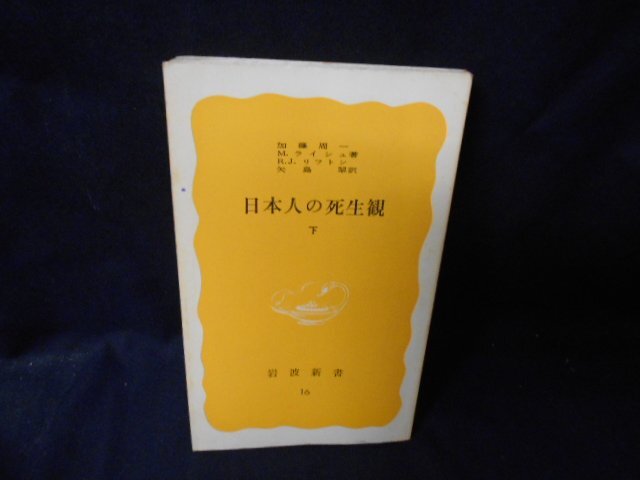 加藤周一
M.ライシュ著
R.J.リフトン
矢島翠訳
日本人の死生観
下
岩波新書
16